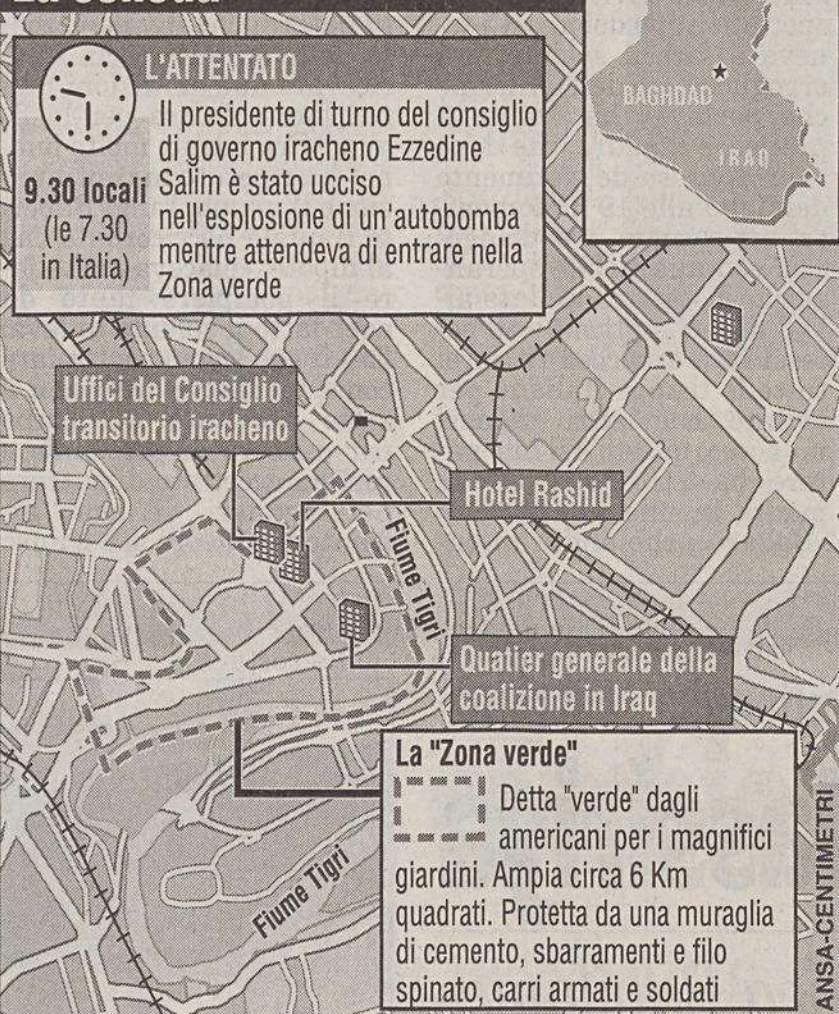 L'ATTENTATO
9.30 locali
(le 7.30
in Italia)
Il presidente di turno del consiglio
di governo iracheno Ezzedine
Salim è stato ucciso
nell'esplosione di un'autobomba
mentre attendeva di entrare nella
Zona verde
BAGHDAD
IRAQ
Uffici del Consiglio
transitorio iracheno
Hotel Rashid
Fiume Tigri
Quatier generale della
coalizione in Iraq
La "Zona verde"
Detta "verde" dagli
americani per i magnifici
giardini. Ampia circa 6 Km
quadrati. Protetta da una muraglia
di cemento, sbarramenti e filo
spinato, carri armati e soldati
Fiume Tigri
ANSA-CENTIMETRI